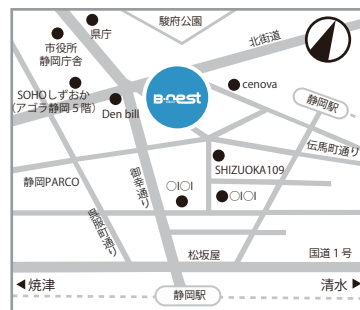 駿府公園
県庁
市役所
静岡庁舎
北街道
B-nest
cenova
SOHOしずおか
(アゴラ静岡5階)
Den bill
静岡駅
伝馬町通り
SHIZUOKA109
静岡PARCO
御幸通り
○I○I
○I○I
呉服町通り
松坂屋
国道1号
◀焼津
清水▶
静岡駅